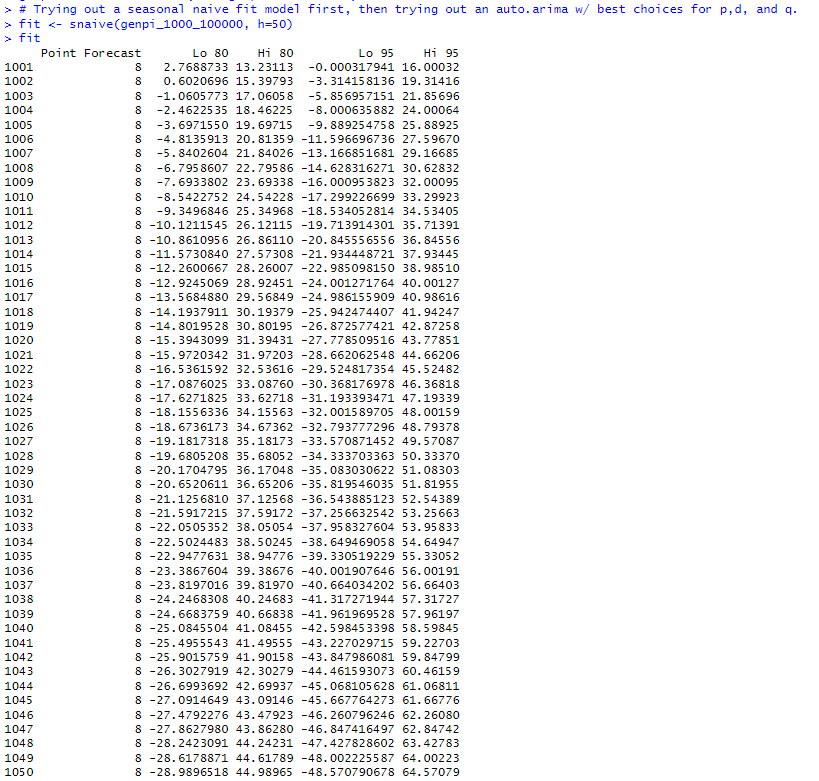 > # Trying out a seasonal naive fit model first, then trying out an auto.arima w/ best choices for p,d, and q.
> fit <- snaive(genpi_1000_100000, h=50)
> fit
Point Forecast Lo 80 Hi 80 Lo 95 Hi 95
1001 8 2.7688733 13.23113 -0.000317941 16.00032
1002 8 0.6020696 15.39793 -3.314158136 19.31416
1003 8 -1.0605773 17.06058 -5.856957151 21.85696
1004 8 -2.4622535 18.46225 -8.000635882 24.00064
1005 8 -3.6971550 19.69715 -9.889254758 25.88925
1006 8 -4.8135913 20.81359 -11.596696736 27.59670
1007 8 -5.8402604 21.84026 -13.166851681 29.16685
1008 8 -6.7958607 22.79586 -14.628316271 30.62832
1009 8 -7.6933802 23.69338 -16.000953823 32.00095
1010 8 -8.5422752 24.54228 -17.299226699 33.29923
1011 8 -9.3496846 25.34968 -18.534052814 34.53405
1012 8 -10.1211545 26.12115 -19.713914301 35.71391
1013 8 -10.8610956 26.86110 -20.845556556 36.84556
1014 8 -11.5730840 27.57308 -21.934448721 37.93445
1015 8 -12.2600667 28.26007 -22.985098150 38.98510
1016 8 -12.9245069 28.92451 -24.001271764 40.00127
1017 8 -13.5684880 29.56849 -24.986155909 40.98616
1018 8 -14.1937911 30.19379 -25.942474407 41.94247
1019 8 -14.8019528 30.80195 -26.872577421 42.87258
1020 8 -15.3943099 31.39431 -27.778509516 43.77851
1021 8 -15.9720342 31.97203 -28.662062548 44.66206
1022 8 -16.5361592 32.53616 -29.524817354 45.52482
1023 8 -17.0876025 33.08760 -30.368176978 46.36818
1024 8 -17.6271825 33.62718 -31.193393471 47.19339
1025 8 -18.1556336 34.15563 -32.001589705 48.00159
1026 8 -18.6736173 34.67362 -32.793777296 48.79378
1027 8 -19.1817318 35.18173 -33.570871452 49.57087
1028 8 -19.6805208 35.68052 -34.333703363 50.33370
1029 8 -20.1704795 36.17048 -35.083030622 51.08303
1030 8 -20.6520611 36.65206 -35.819546035 51.81955
1031 8 -21.1256810 37.12568 -36.543885123 52.54389
1032 8 -21.5917215 37.59172 -37.256632542 53.25663
1033 8 -22.0505352 38.05054 -37.958327604 53.95833
1034 8 -22.5024483 38.50245 -38.649469058 54.64947
1035 8 -22.9477631 38.94776 -39.330519229 55.33052
1036 8 -23.3867604 39.38676 -40.001907646 56.00191
1037 8 -23.8197016 39.81970 -40.664034202 56.66403
1038 8 -24.2468308 40.24683 -41.317271944 57.31727
1039 8 -24.6683759 40.66838 -41.961969528 57.96197
1040 8 -25.0845504 41.08455 -42.598453398 58.59845
1041 8 -25.4955543 41.49555 -43.227029715 59.22703
1042 8 -25.9015759 41.90158 -43.847986081 59.84799
1043 8 -26.3027919 42.30279 -44.461593073 60.46159
1044 8 -26.6993692 42.69937 -45.068105628 61.06811
1045 8 -27.0914649 43.09146 -45.667764273 61.66776
1046 8 -27.4792276 43.47923 -46.260796246 62.26080
1047 8 -27.8627980 43.86280 -46.847416497 62.84742
1048 8 -28.2423091 44.24231 -47.427828602 63.42783
1049 8 -28.6178871 44.61789 -48.002225587 64.00223
1050 8 -28.9896518 44.98965 -48.570790678 64.57079